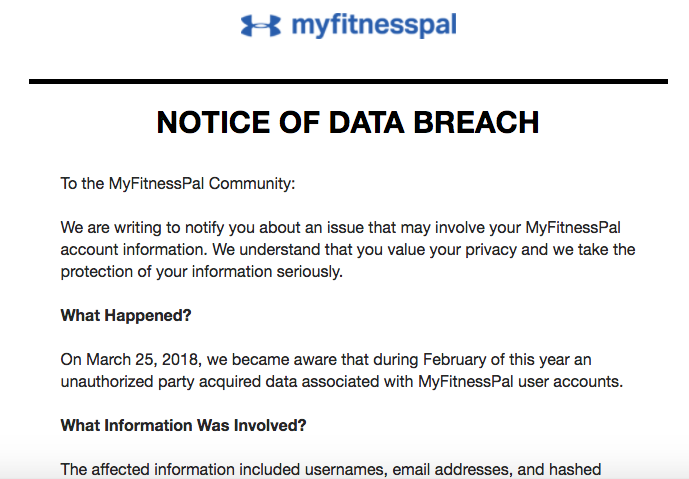 myfitnesspal
NOTICE OF DATA BREACH
To the MyFitnessPal Community:
We are writing to notify you about an issue that may involve your MyFitnessPal
account information. We understand that you value your privacy and we take the
protection of your information seriously.
What Happened?
On March 25, 2018, we became aware that during February of this year an
unauthorized party acquired data associated with MyFitnessPal user accounts.
What Information Was Involved?
The affected information included usernames, email addresses, and hashed